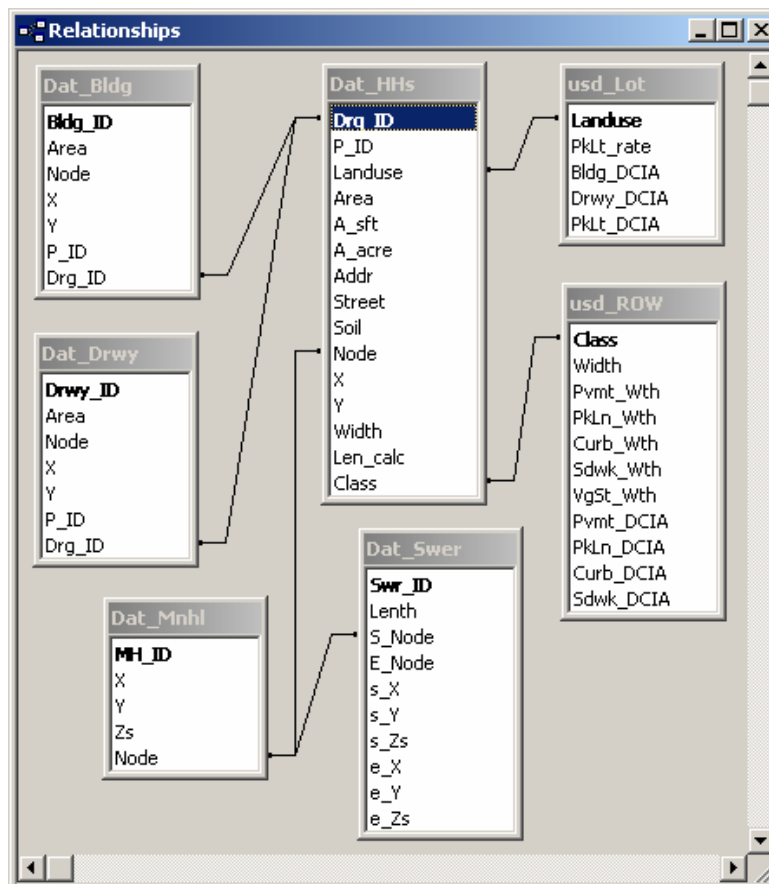 Relationships
Dat_Bldg
Bldg_ID
Area
Node
X
Y
P_ID
Drg_ID
Dat_HHs
Drg_ID
P_ID
Landuse
Area
A_sft
A_acre
Addr
Street
Soil
Node
X
Y
Width
Len_calc
Class
usd_Lot
Landuse
PkLt_rate
Bldg_DCIA
Drwy_DCIA
PkLt_DCIA
usd_ROW
Class
Width
Pvmt_Wth
PkLn_Wth
Curb_Wth
Sdwk_Wth
VgSt_Wth
Pvmt_DCIA
PkLn_DCIA
Curb_DCIA
Sdwk_DCIA
Dat_Drwy
Drwy_ID
Area
Node
X
Y
P_ID
Drg_ID
Dat_Swer
Swr_ID
Lenth
S_Node
E_Node
s_X
s_Y
s_Zs
e_X
e_Y
e_Zs
Dat_Mnhl
MH_ID
X
Y
Zs
Node